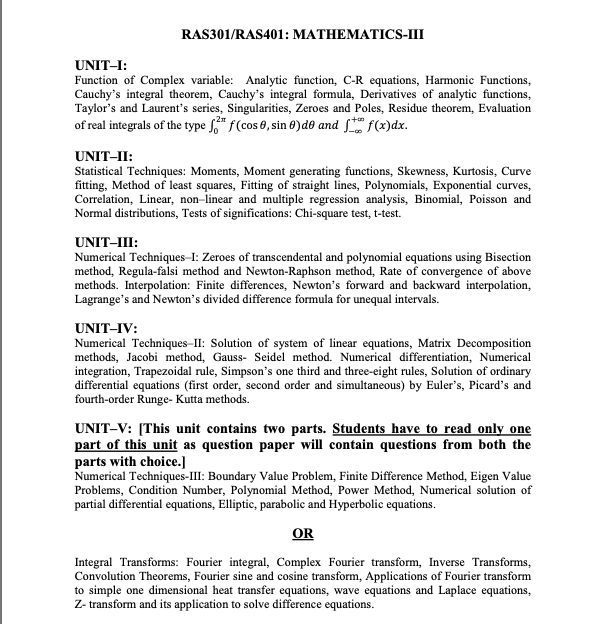 RAS301/RAS401: MATHEMATICS-III
UNIT–I:
Function of Complex variable: Analytic function, C-R equations, Harmonic Functions,
Cauchy's integral theorem, Cauchy's integral formula, Derivatives of analytic functions,
Taylor's and Laurent's series, Singularities, Zeroes and Poles, Residue theorem, Evaluation
of real integrals of the type ∫₀²π f(cos θ, sin θ)dθ and ∫₋∞⁺∞ f(x)dx.
UNIT–II:
Statistical Techniques: Moments, Moment generating functions, Skewness, Kurtosis, Curve
fitting, Method of least squares, Fitting of straight lines, Polynomials, Exponential curves,
Correlation, Linear, non–linear and multiple regression analysis, Binomial, Poisson and
Normal distributions, Tests of significations: Chi-square test, t-test.
UNIT–III:
Numerical Techniques–I: Zeroes of transcendental and polynomial equations using Bisection
method, Regula-falsi method and Newton-Raphson method, Rate of convergence of above
methods. Interpolation: Finite differences, Newton's forward and backward interpolation,
Lagrange's and Newton's divided difference formula for unequal intervals.
UNIT–IV:
Numerical Techniques–II: Solution of system of linear equations, Matrix Decomposition
methods, Jacobi method, Gauss- Seidel method. Numerical differentiation, Numerical
integration, Trapezoidal rule, Simpson's one third and three-eight rules, Solution of ordinary
differential equations (first order, second order and simultaneous) by Euler's, Picard's and
fourth-order Runge- Kutta methods.
UNIT–V: [This unit contains two parts. Students have to read only one
part of this unit as question paper will contain questions from both the
parts with choice.]
Numerical Techniques-III: Boundary Value Problem, Finite Difference Method, Eigen Value
Problems, Condition Number, Polynomial Method, Power Method, Numerical solution of
partial differential equations, Elliptic, parabolic and Hyperbolic equations.
OR
Integral Transforms: Fourier integral, Complex Fourier transform, Inverse Transforms,
Convolution Theorems, Fourier sine and cosine transform, Applications of Fourier transform
to simple one dimensional heat transfer equations, wave equations and Laplace equations,
Z- transform and its application to solve difference equations.